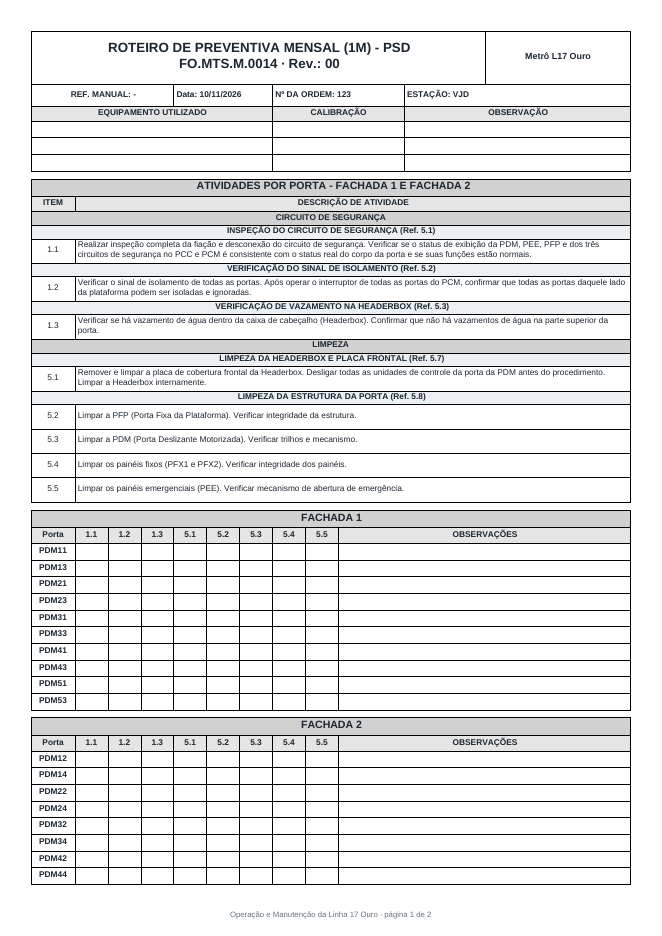 ROTEIRO DE PREVENTIVA MENSAL (1M) - PSD
FO.MTS.M.0014 · Rev.: 00
Metrô L17 Ouro
REF. MANUAL: -
Data: 10/11/2026
Nº DA ORDEM: 123
ESTAÇÃO: VJD
EQUIPAMENTO UTILIZADO
CALIBRAÇÃO
OBSERVAÇÃO
ATIVIDADES POR PORTA - FACHADA 1 E FACHADA 2
ITEM
DESCRIÇÃO DE ATIVIDADE
CIRCUITO DE SEGURANÇA
INSPEÇÃO DO CIRCUITO DE SEGURANÇA (Ref. 5.1)
1.1
Realizar inspeção completa da fiação e desconexão do circuito de segurança. Verificar se o status de exibição da PDM, PEE, PFP e dos três
circuitos de segurança no PCC e PCM é consistente com o status real do corpo da porta e se suas funções estão normais.
VERIFICAÇÃO DO SINAL DE ISOLAMENTO (Ref. 5.2)
1.2
Verificar o sinal de isolamento de todas as portas. Após operar o interruptor de todas as portas do PCM, confirmar que todas as portas daquele lado
da plataforma podem ser isoladas e ignoradas.
VERIFICAÇÃO DE VAZAMENTO NA HEADERBOX (Ref. 5.3)
1.3
Verificar se há vazamento de água dentro da caixa de cabeçalho (Headerbox). Confirmar que não há vazamentos de água na parte superior da
porta.
LIMPEZA
LIMPEZA DA HEADERBOX E PLACA FRONTAL (Ref. 5.7)
5.1
Remover e limpar a placa de cobertura frontal da Headerbox. Desligar todas as unidades de controle da porta da PDM antes do procedimento.
Limpar a Headerbox internamente.
LIMPEZA DA ESTRUTURA DA PORTA (Ref. 5.8)
5.2
Limpar a PFP (Porta Fixa da Plataforma). Verificar integridade da estrutura.
5.3
Limpar a PDM (Porta Deslizante Motorizada). Verificar trilhos e mecanismo.
5.4
Limpar os painéis fixos (PFX1 e PFX2). Verificar integridade dos painéis.
5.5
Limpar os painéis emergenciais (PEE). Verificar mecanismo de abertura de emergência.
FACHADA 1
Porta 1.1 1.2 1.3 5.1 5.2 5.3 5.4 5.5 OBSERVAÇÕES
PDM11
PDM13
PDM21
PDM23
PDM31
PDM33
PDM41
PDM43
PDM51
PDM53
FACHADA 2
Porta 1.1 1.2 1.3 5.1 5.2 5.3 5.4 5.5 OBSERVAÇÕES
PDM12
PDM14
PDM22
PDM24
PDM32
PDM34
PDM42
PDM44
Operação e Manutenção da Linha 17 Ouro · página 1 de 2